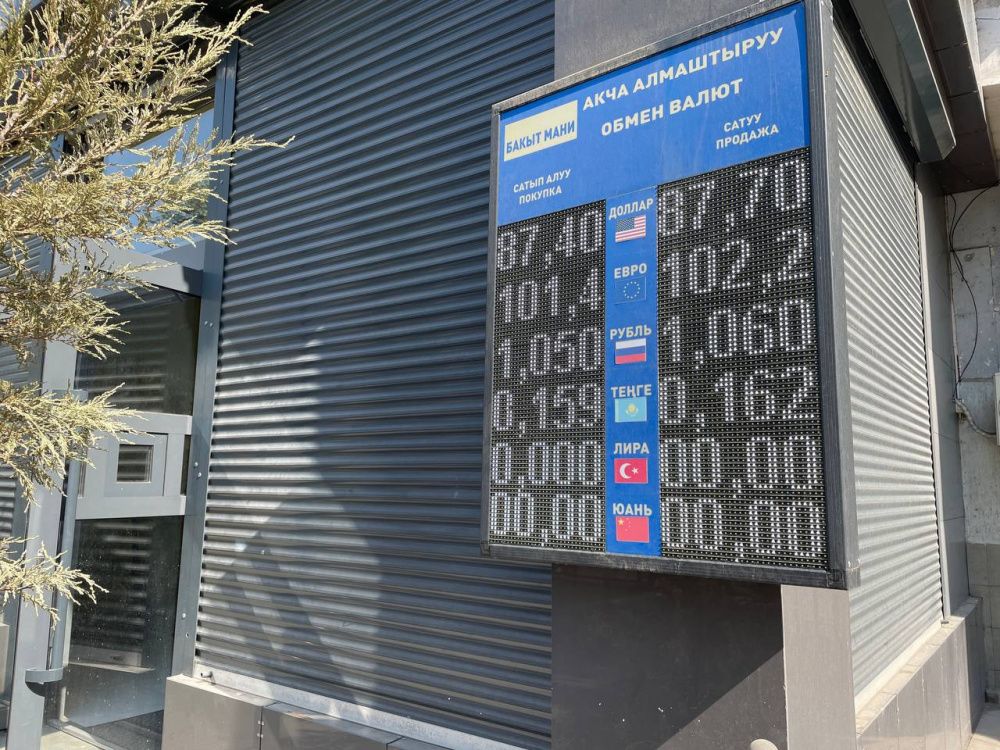 АКЧА АЛМАШТЫРУУ
БАКЫТ МАНИ
ОБМЕН ВАЛЮТ
САТЫП АЛУУ
ПОКУПКА
САТУУ
ПРОДАЖА
87,40 ДОЛЛАР 87,70
101,4 ЕВРО 102,2
1,050 РУБЛЬ 1,060
0,159 ТЕҢГЕ 0,162
0,000 ЛИРА 00,00
00,00 ЮАНЬ 00,00